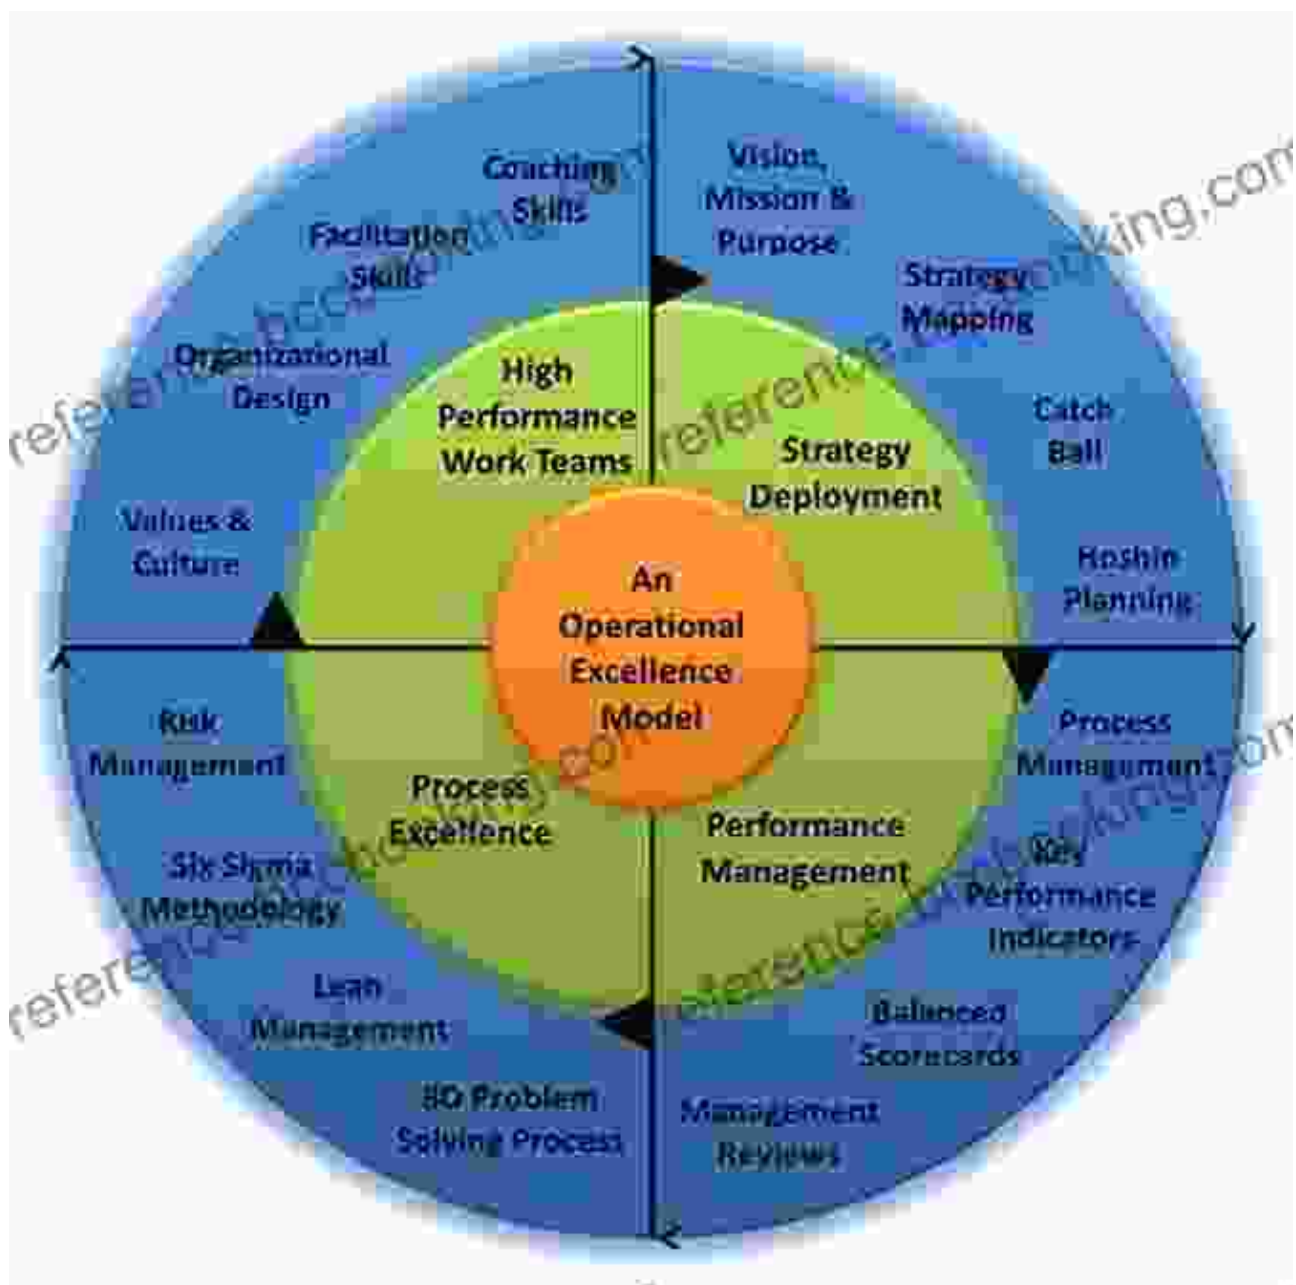 Coaching
Skills
Facilitation
Skills
Organizational
Design
Values &
Culture
Vision,
Mission &
Purpose
Strategy
Mapping
Catch
Ball
Hoshin
Planning
High
Performance
Work Teams
Strategy
Deployment
An
Operational
Excellence
Model
Process
Excellence
Performance
Management
Risk
Management
Six Sigma
Methodology
Lean
Management
8D Problem
Solving Process
Process
Management
Key
Performance
Indicators
Balanced
Scorecards
Management
Reviews